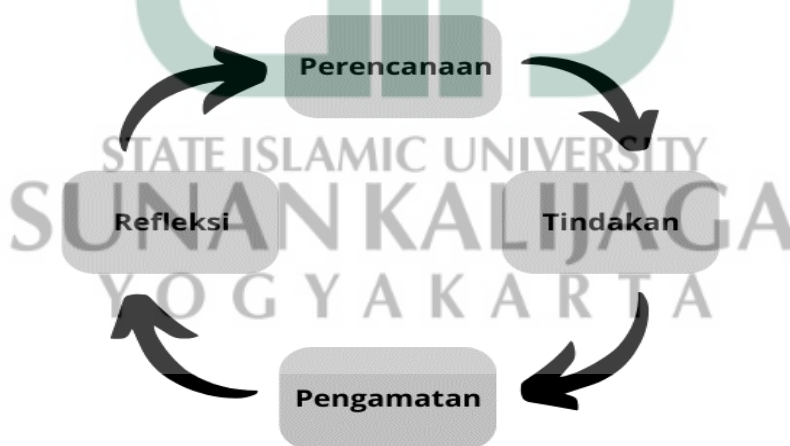 Perencanaan
STATE ISLAMIC UNIVERSITY
SUNAN KALIJAGA
Refleksi
Tindakan
YOGYAKARTA
Pengamatan